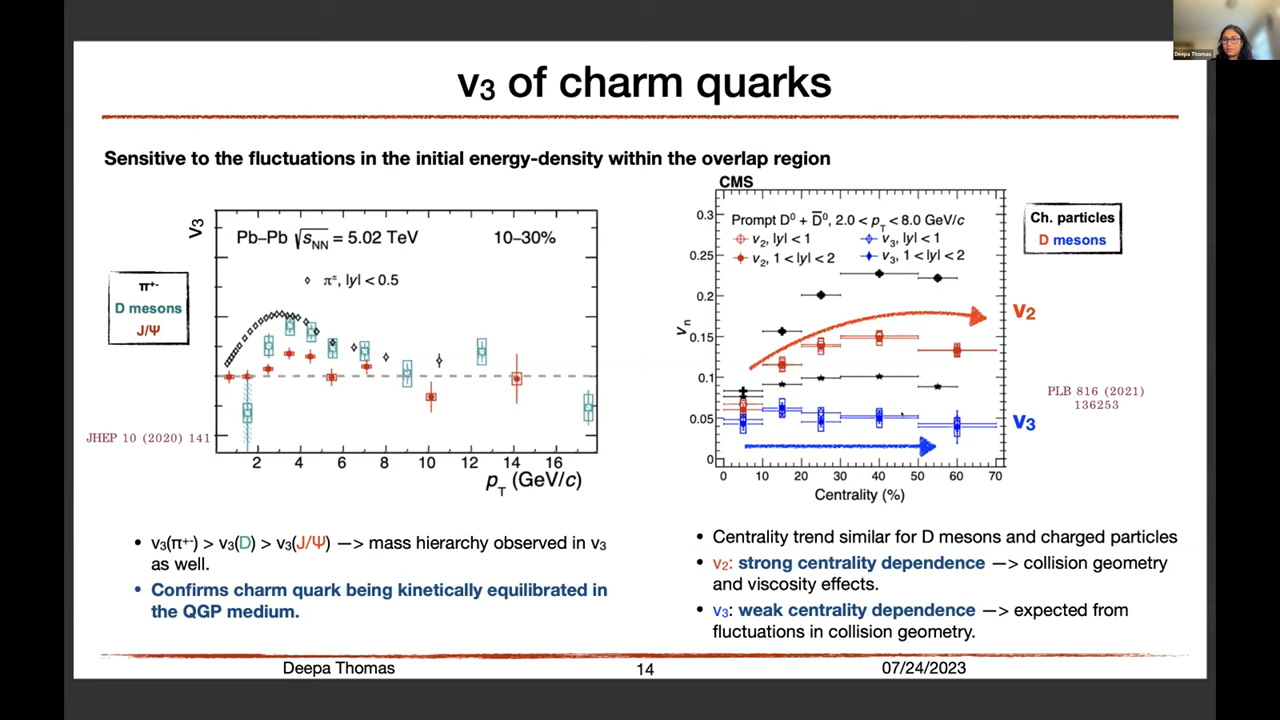 Deepa Thomas
v3 of charm quarks
Sensitive to the fluctuations in the initial energy-density within the overlap region
v3
Pb–Pb √sNN = 5.02 TeV
10–30%
π±, |y| < 0.5
π+-
D mesons
J/Ψ
JHEP 10 (2020) 141
2 4 6 8 10 12 14 16
pT (GeV/c)
CMS
Prompt D0 + D̅0, 2.0 < pT < 8.0 GeV/c
v2, |y| < 1
v3, |y| < 1
v2, 1 < |y| < 2
v3, 1 < |y| < 2
0.3
0.25
0.2
0.15
0.1
0.05
0
vn
0 10 20 30 40 50 60 70
Centrality (%)
Ch. particles
D mesons
v2
PLB 816 (2021)
136253
v3
• v3(π+-) > v3(D) > v3(J/Ψ) —> mass hierarchy observed in v3
as well.
• Confirms charm quark being kinetically equilibrated in
the QGP medium.
• Centrality trend similar for D mesons and charged particles
• v2: strong centrality dependence —> collision geometry
and viscosity effects.
• v3: weak centrality dependence —> expected from
fluctuations in collision geometry.
Deepa Thomas
14
07/24/2023